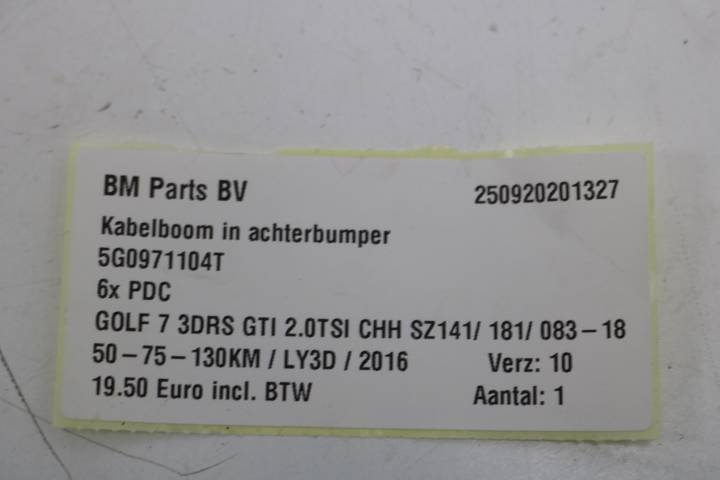 BM Parts BV 250920201327
Kabelboom in achterbumper
5G0971104T
6x PDC
GOLF 7 3DRS GTI 2.0TSI CHH SZ141/ 181/ 083-18
50-75-130KM / LY3D / 2016 Verz: 10
19.50 Euro incl. BTW Aantal: 1